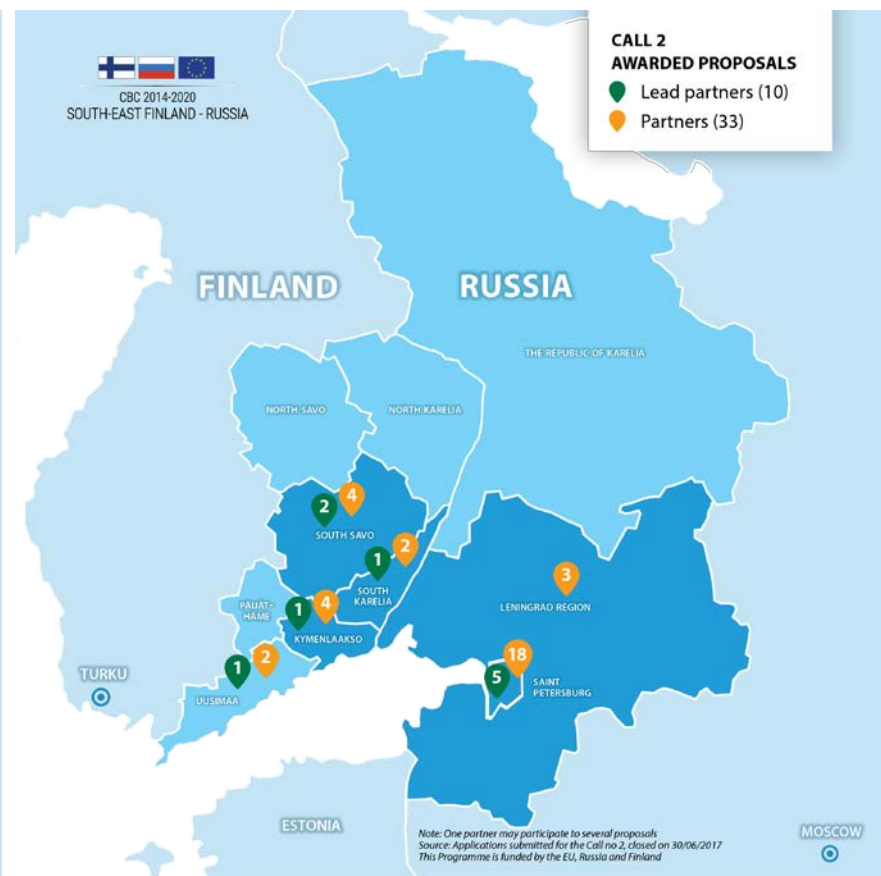 CBC 2014-2020
SOUTH-EAST FINLAND - RUSSIA
CALL 2
AWARDED PROPOSALS
Lead partners (10)
Partners (33)
FINLAND
RUSSIA
THE REPUBLIC OF KARELIA
NORTH SAVO
NORTH KARELIA
2
4
SOUTH SAVO
1
2
SOUTH
KARELIA
3
LENINGRAD REGION
1
4
KYMENLAAKSO
PÄIJÄT-
HÄME
1
2
UUSIMAA
TURKU
18
5
SAINT
PETERSBURG
ESTONIA
MOSCOW
Note: One partner may participate to several proposals
Source: Applications submitted for the Call no 2, closed on 30/06/2017
This Programme is funded by the EU, Russia and Finland